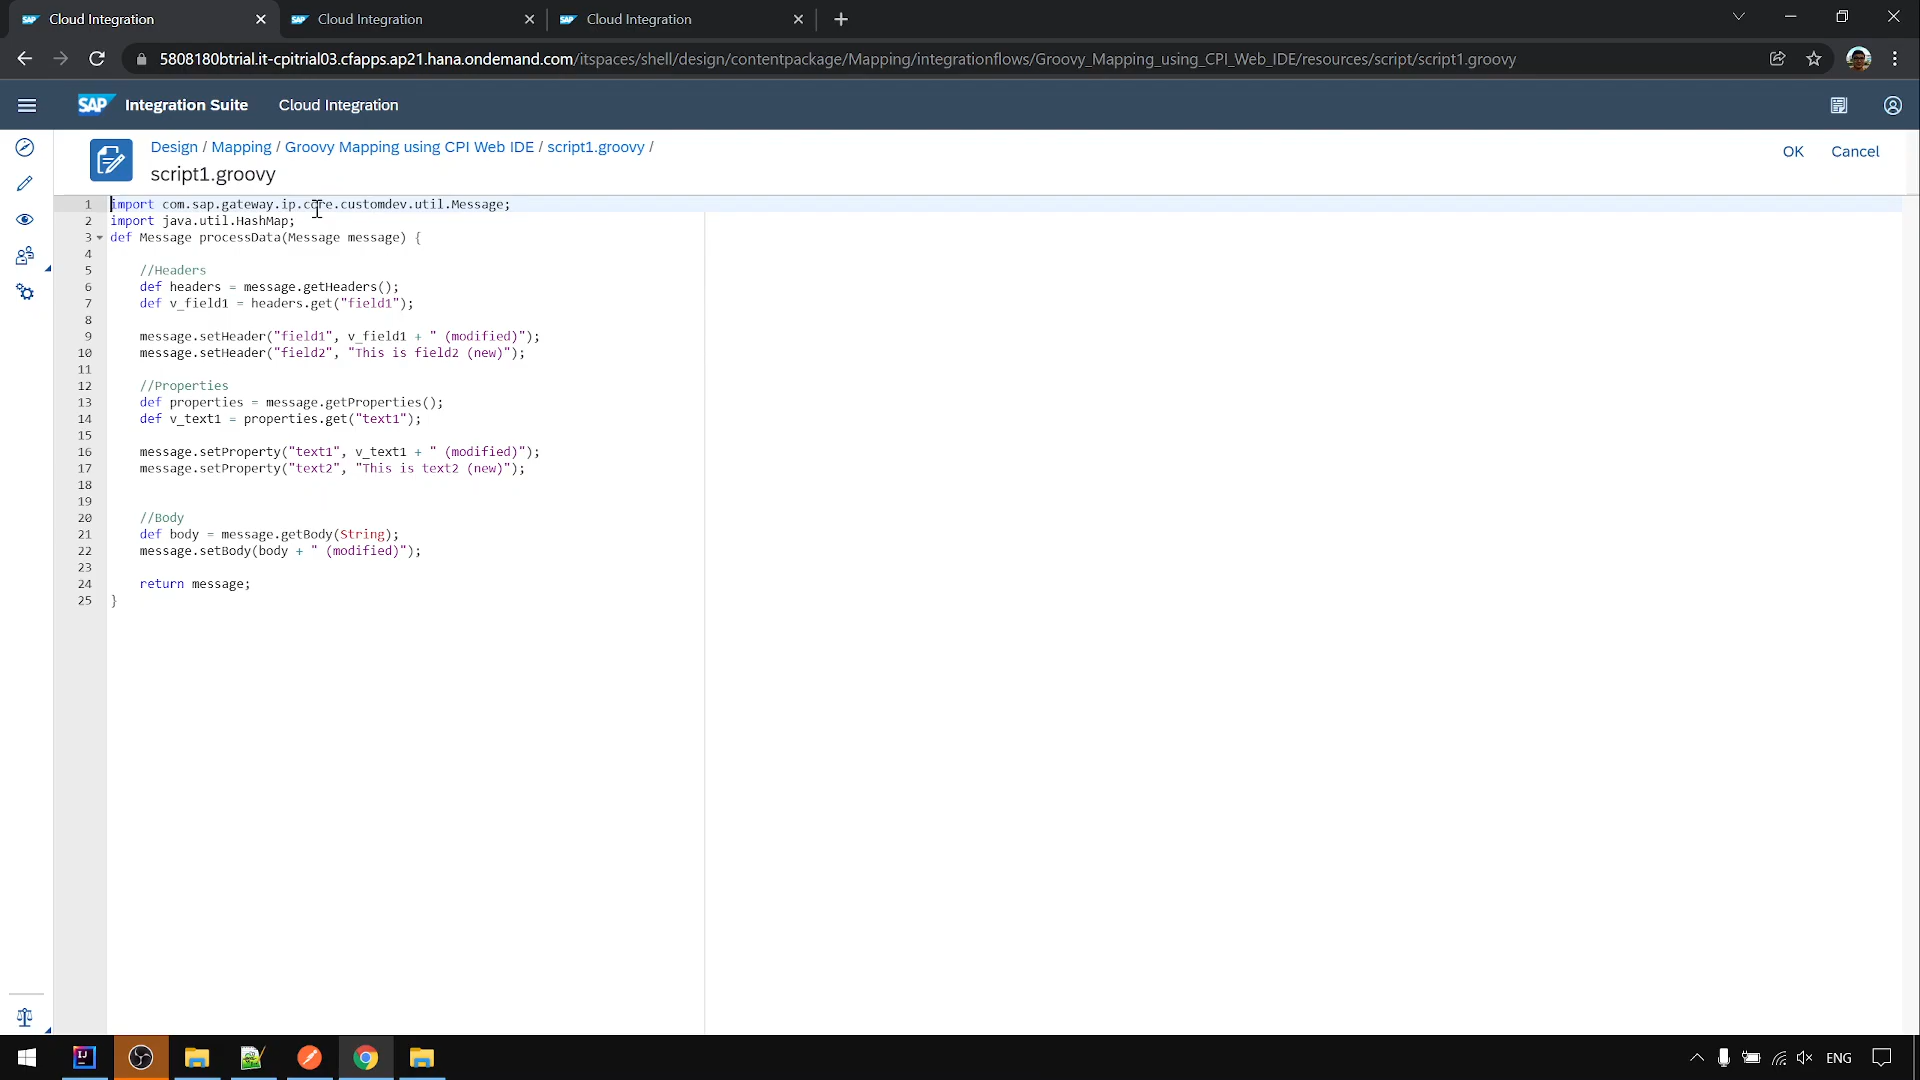 Cloud Integration
Cloud Integration
Cloud Integration
5808180btrial.it-cpitrial03.cfapps.ap21.hana.ondemand.com/itspaces/shell/design/contentpackage/Mapping/integrationflows/Groovy_Mapping_using_CPI_Web_IDE/resources/script/script1.groovy
SAP Integration Suite Cloud Integration
Design / Mapping / Groovy Mapping using CPI Web IDE / script1.groovy /
OK Cancel
script1.groovy
1 import com.sap.gateway.ip.core.customdev.util.Message;
2 import java.util.HashMap;
3 def Message processData(Message message) {
4
5 //Headers
6 def headers = message.getHeaders();
7 def v_field1 = headers.get("field1");
8
9 message.setHeader("field1", v_field1 + " (modified)");
10 message.setHeader("field2", "This is field2 (new)");
11
12 //Properties
13 def properties = message.getProperties();
14 def v_text1 = properties.get("text1");
15
16 message.setProperty("text1", v_text1 + " (modified)");
17 message.setProperty("text2", "This is text2 (new)");
18
19
20 //Body
21 def body = message.getBody(String);
22 message.setBody(body + " (modified)");
23
24 return message;
25 }
ENG